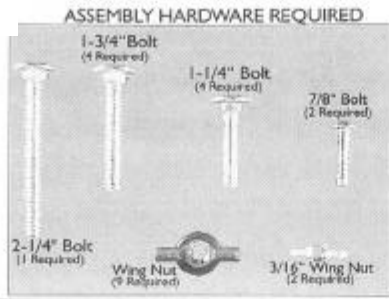 ASSEMBLY HARDWARE REQUIRED
1-3/4" Bolt
(4 Required)
1-1/4" Bolt
(4 Required)
7/8" Bolt
(2 Required)
2-1/4" Bolt
(1 Required)
Wing Nut
(9 Required)
3/16" Wing Nut
(2 Required)